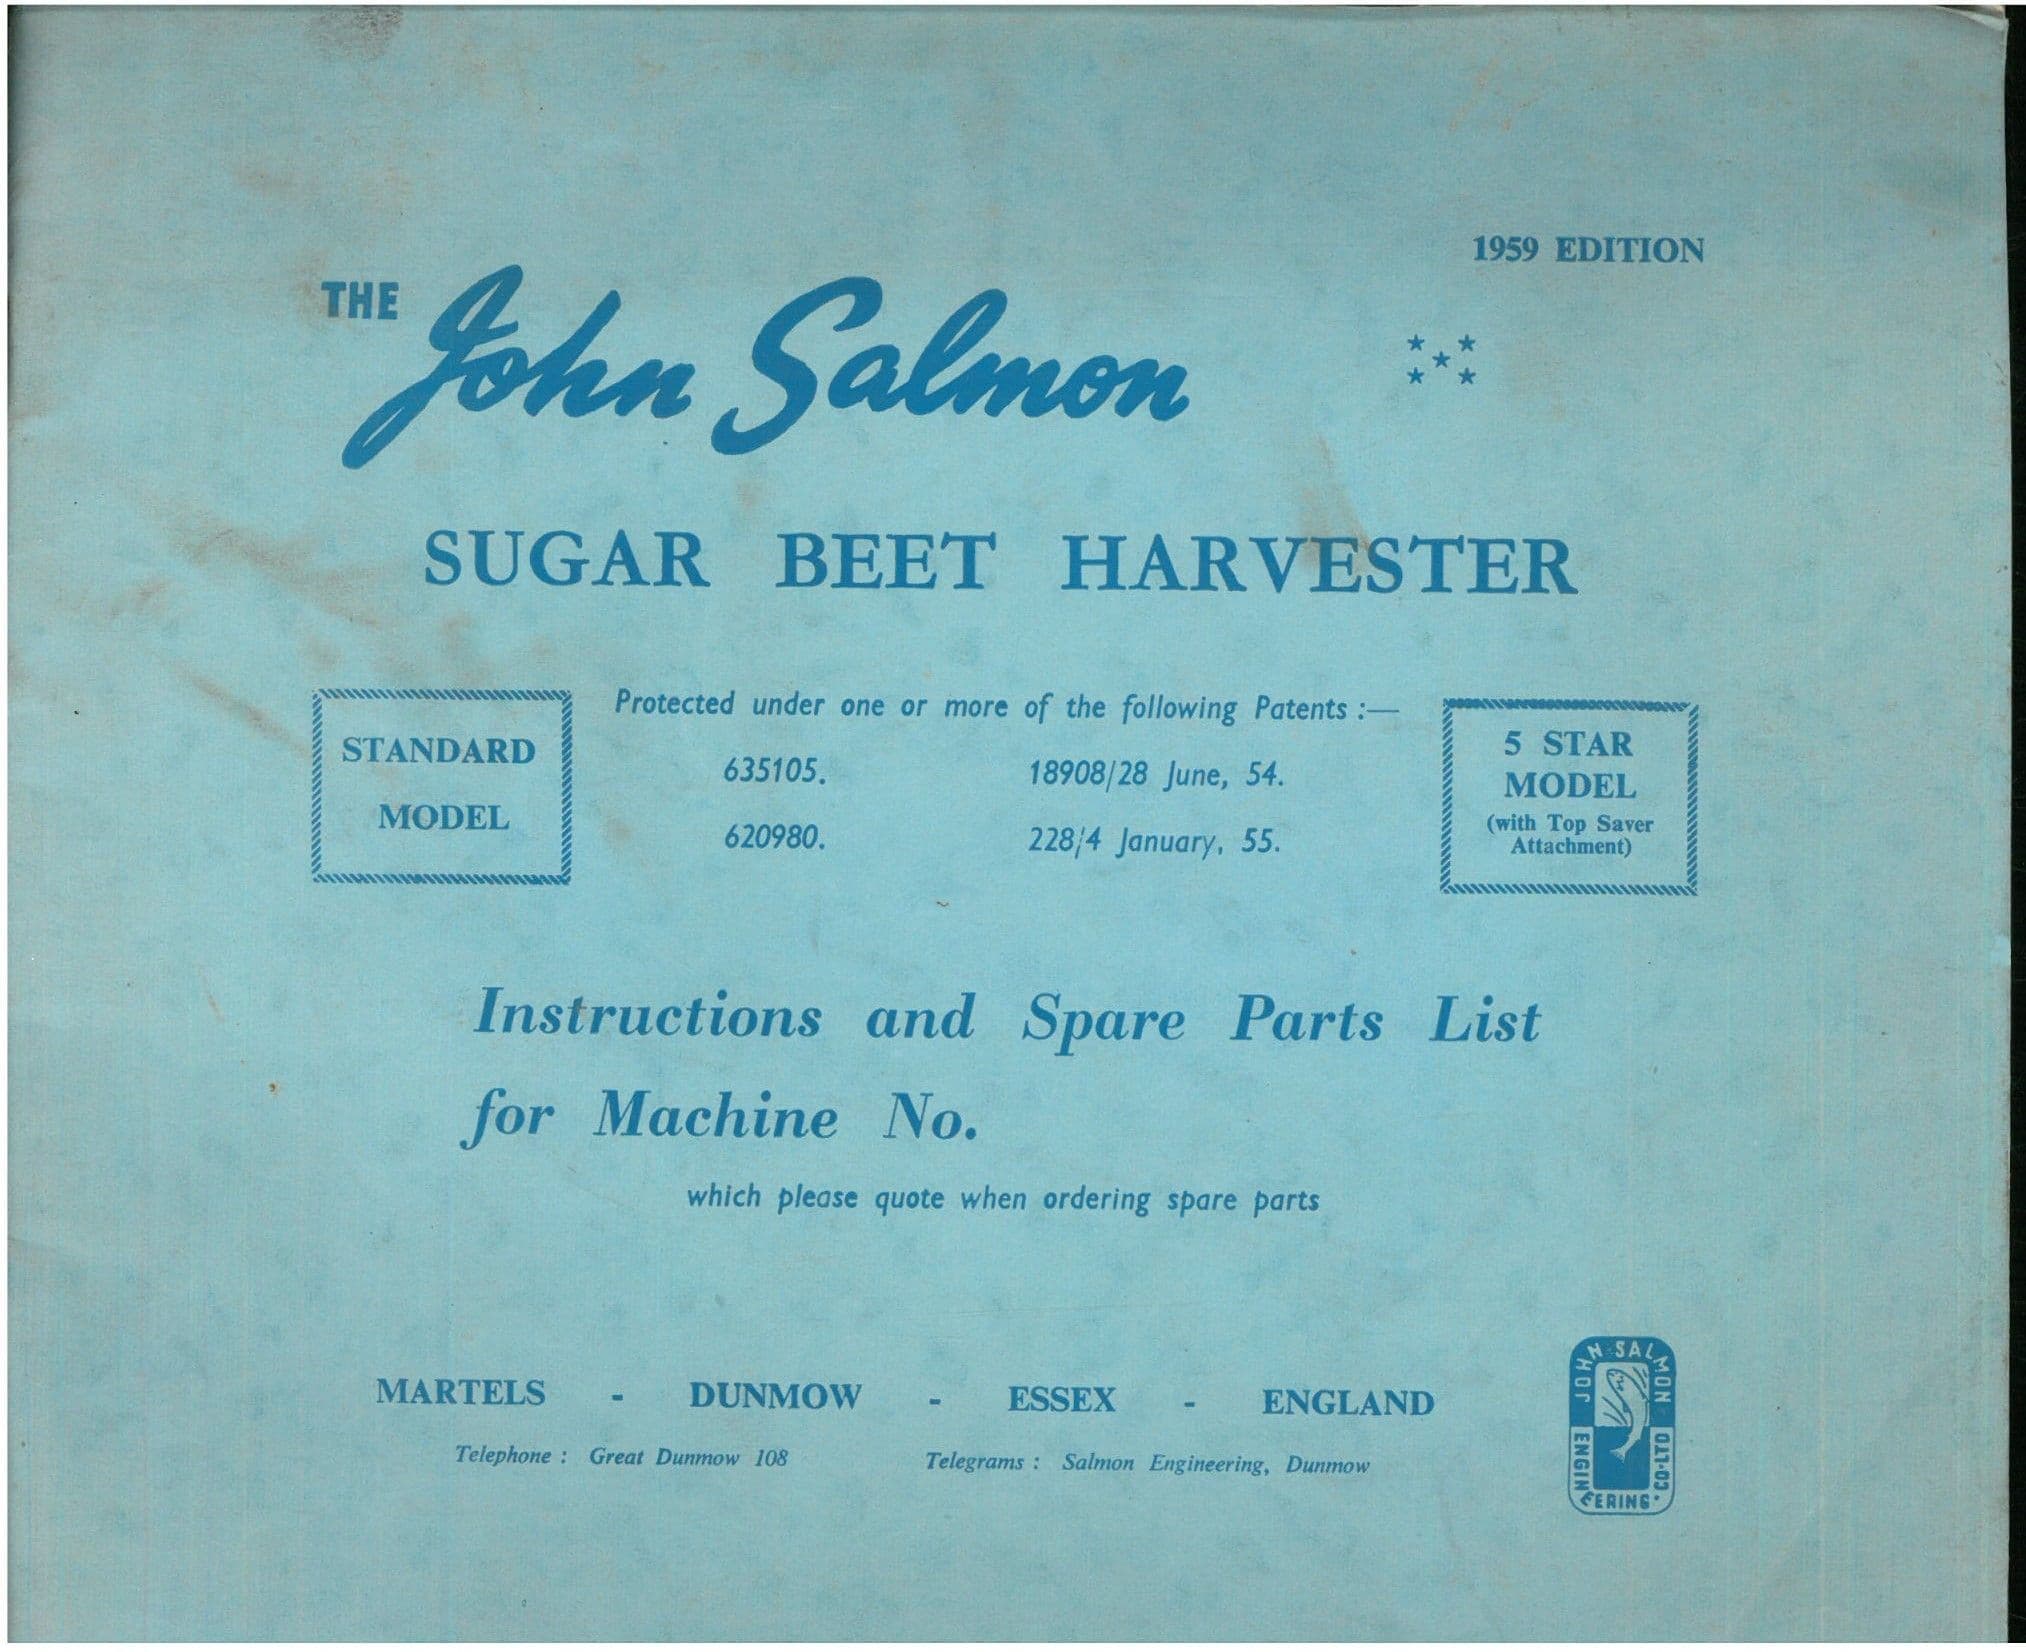 1959 EDITION
THE John Salmon
SUGAR BEET HARVESTER
STANDARD
MODEL
Protected under one or more of the following Patents :—
635105. 18908/28 June, 54.
620980. 228/4 January, 55.
5 STAR
MODEL
(with Top Saver
Attachment)
Instructions and Spare Parts List
for Machine No.
which please quote when ordering spare parts
MARTELS - DUNMOW - ESSEX - ENGLAND
Telephone : Great Dunmow 108 Telegrams : Salmon Engineering, Dunmow
JOHN SALMON
ENGINEERING · CO·LTD